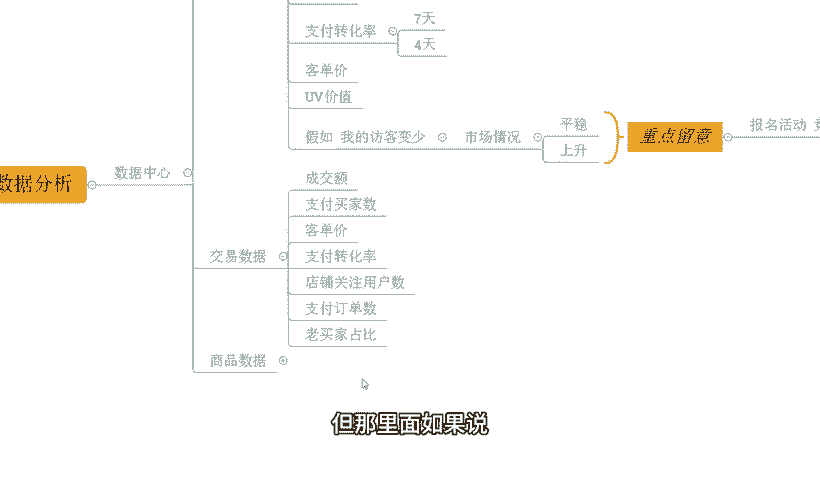 7天
支付转化率
4天
客单价
UV价值
假如 我的访客变少
市场情况
平稳
上升
重点留意
报名活动
数据分析
数据中心
成交额
支付买家数
客单价
交易数据
支付转化率
店铺关注用户数
支付订单数
老买家占比
商品数据
但那里面如果说